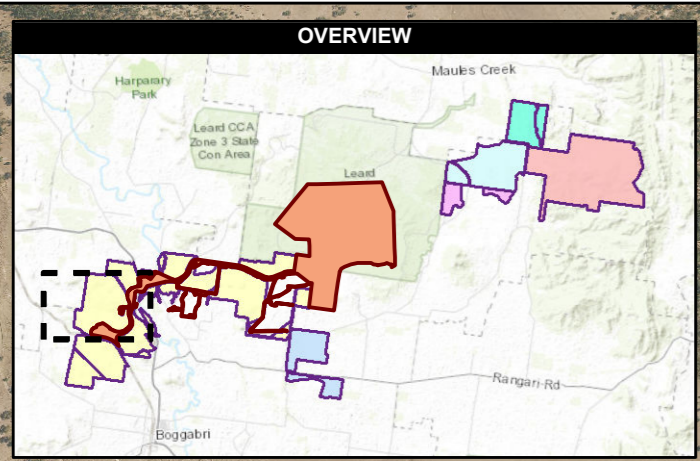 OVERVIEW
Maules Creek
Harparary
Park
Leard CCA
Zone 3 State
Con Area
Leard
Rangari Rd
Boggabri